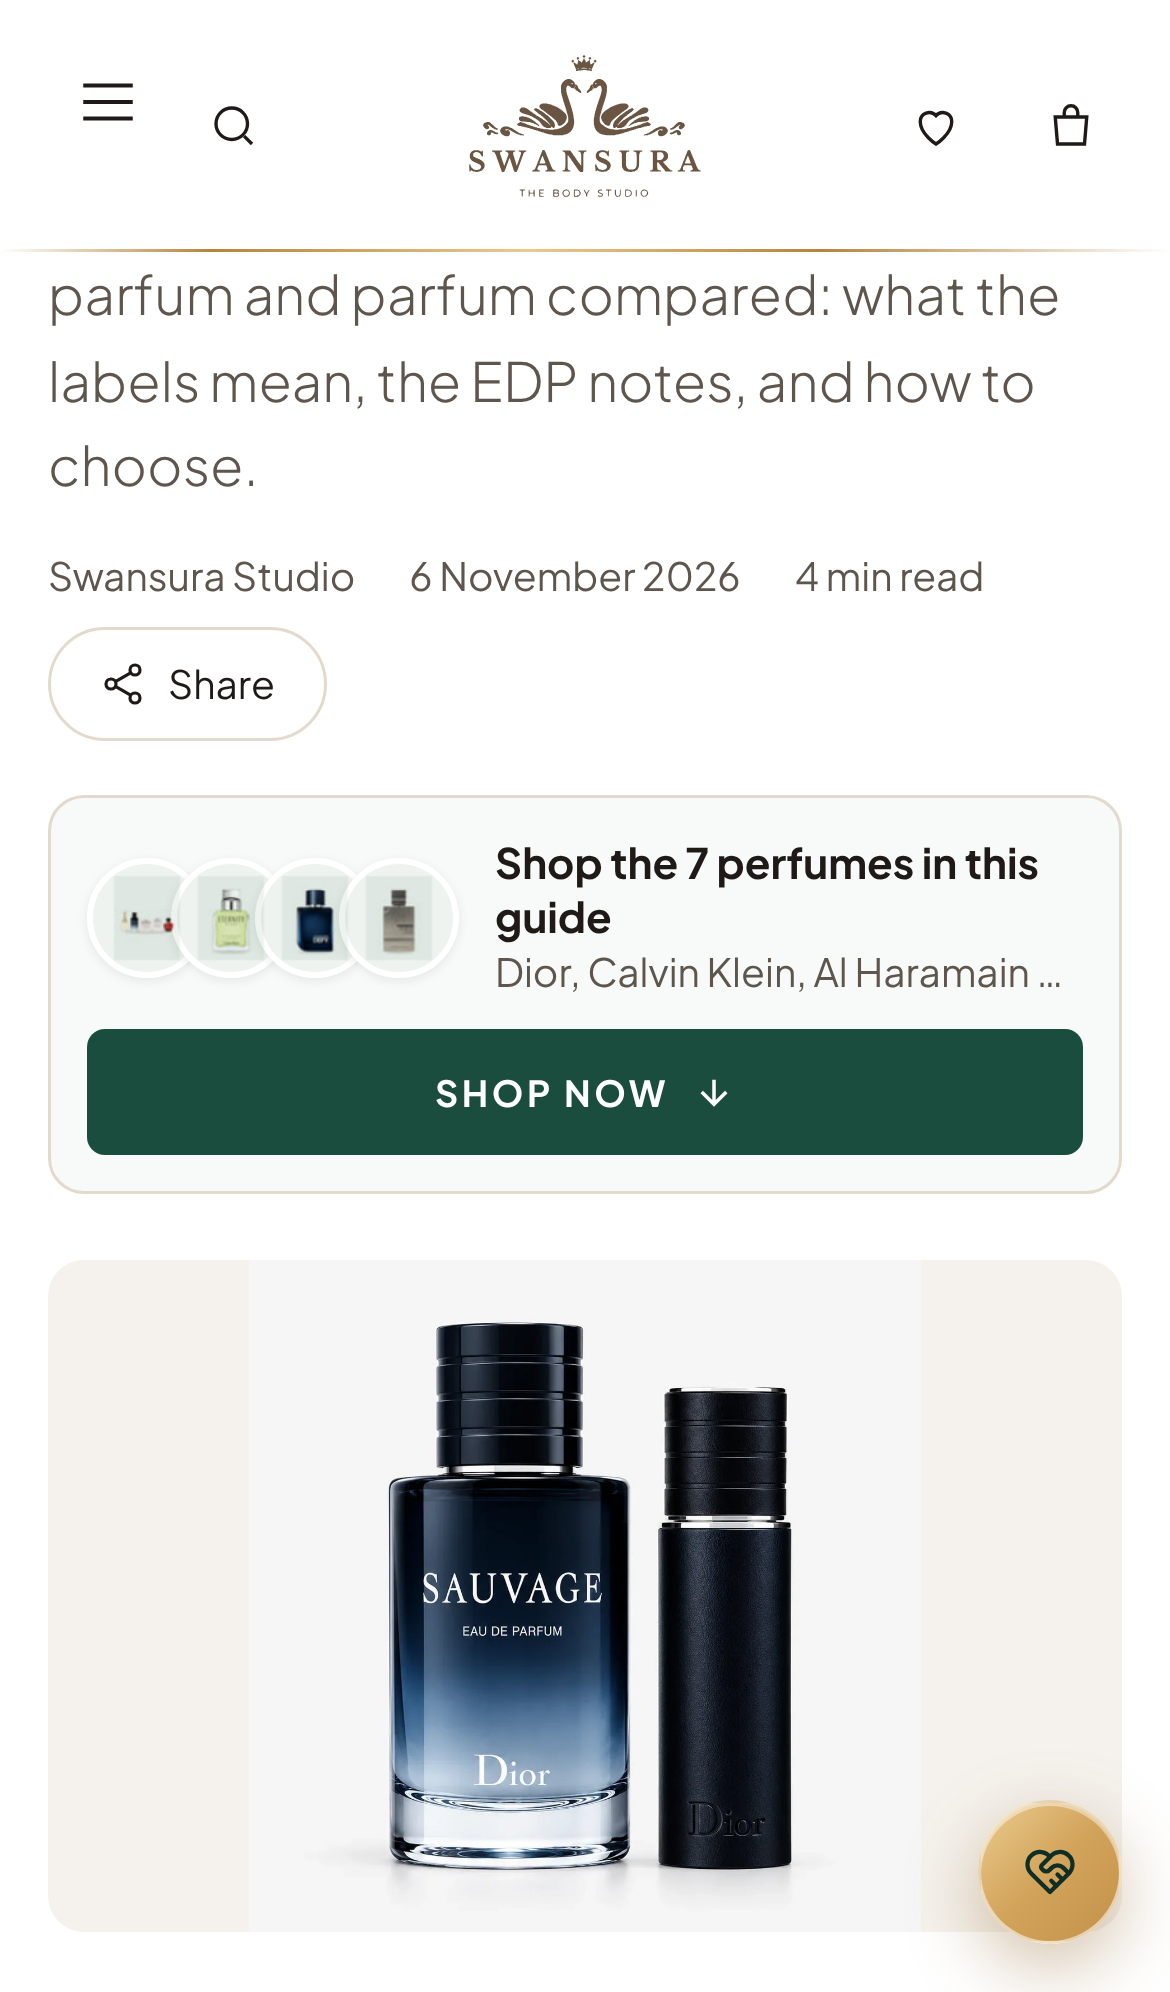 SWANSURA
THE BODY STUDIO
parfum and parfum compared: what the
labels mean, the EDP notes, and how to
choose.
Swansura Studio 6 November 2026 4 min read
Share
Shop the 7 perfumes in this
guide
Dior, Calvin Klein, Al Haramain ...
SHOP NOW
SAUVAGE
EAU DE PARFUM
Dior
Dior